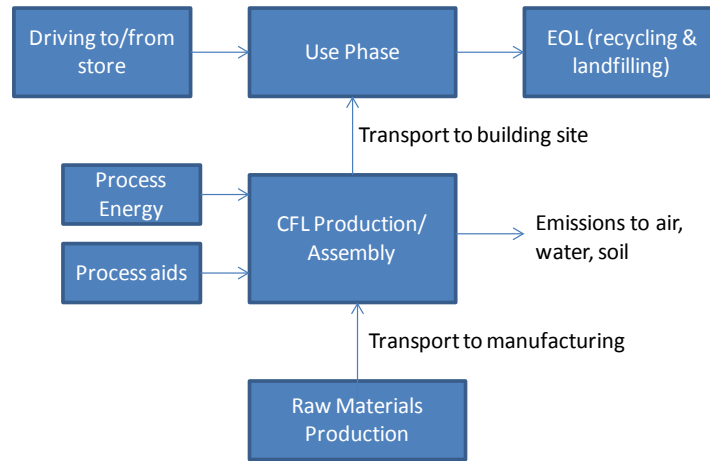 Driving to/from
store
Use Phase
EOL (recycling &
landfilling)
Transport to building site
Process
Energy
CFL Production/
Assembly
Emissions to air,
water, soil
Process aids
Transport to manufacturing
Raw Materials
Production